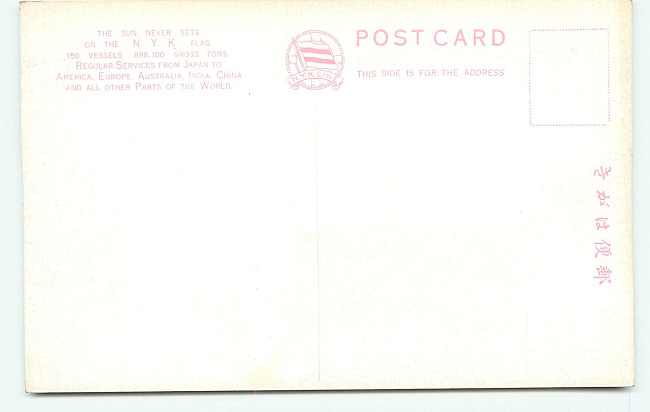 THE SUN NEVER SETS
ON THE N. Y. K. FLAG.
150 VESSELS 898,100 GROSS TONS
REGULAR SERVICES FROM JAPAN TO
AMERICA, EUROPE, AUSTRALIA, INDIA, CHINA
AND ALL OTHER PARTS OF THE WORLD.
N.Y.K. LINE
POST CARD
THIS SIDE IS FOR THE ADDRESS
きがは便郵